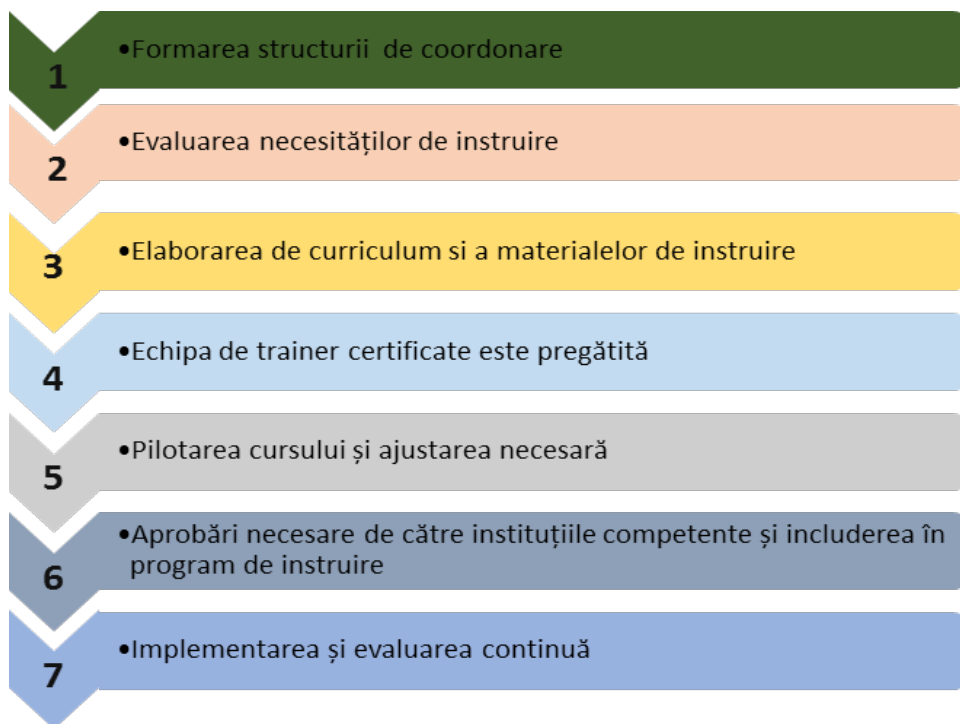 1
•Formarea structurii de coordonare
2
•Evaluarea necesităților de instruire
3
•Elaborarea de curriculum si a materialelor de instruire
4
•Echipa de trainer certificate este pregătită
5
•Pilotarea cursului și ajustarea necesară
6
•Aprobări necesare de către instituțiile competente și includerea în
program de instruire
7
•Implementarea și evaluarea continuă